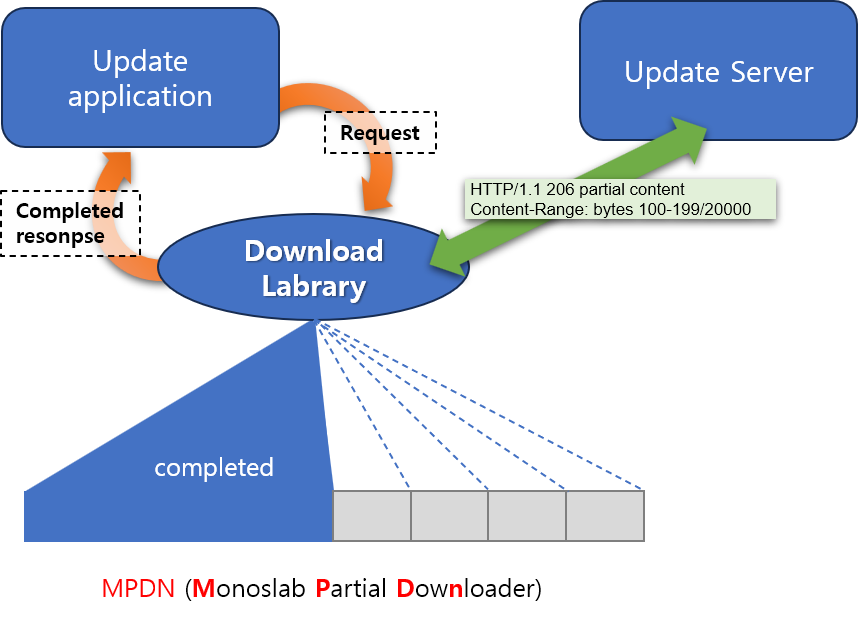 Update
application
Update Server
Request
HTTP/1.1 206 partial content
Content-Range: bytes 100-199/20000
Completed
resonpse
Download
Labrary
completed
MPDN (Monoslab Partial Downloader)